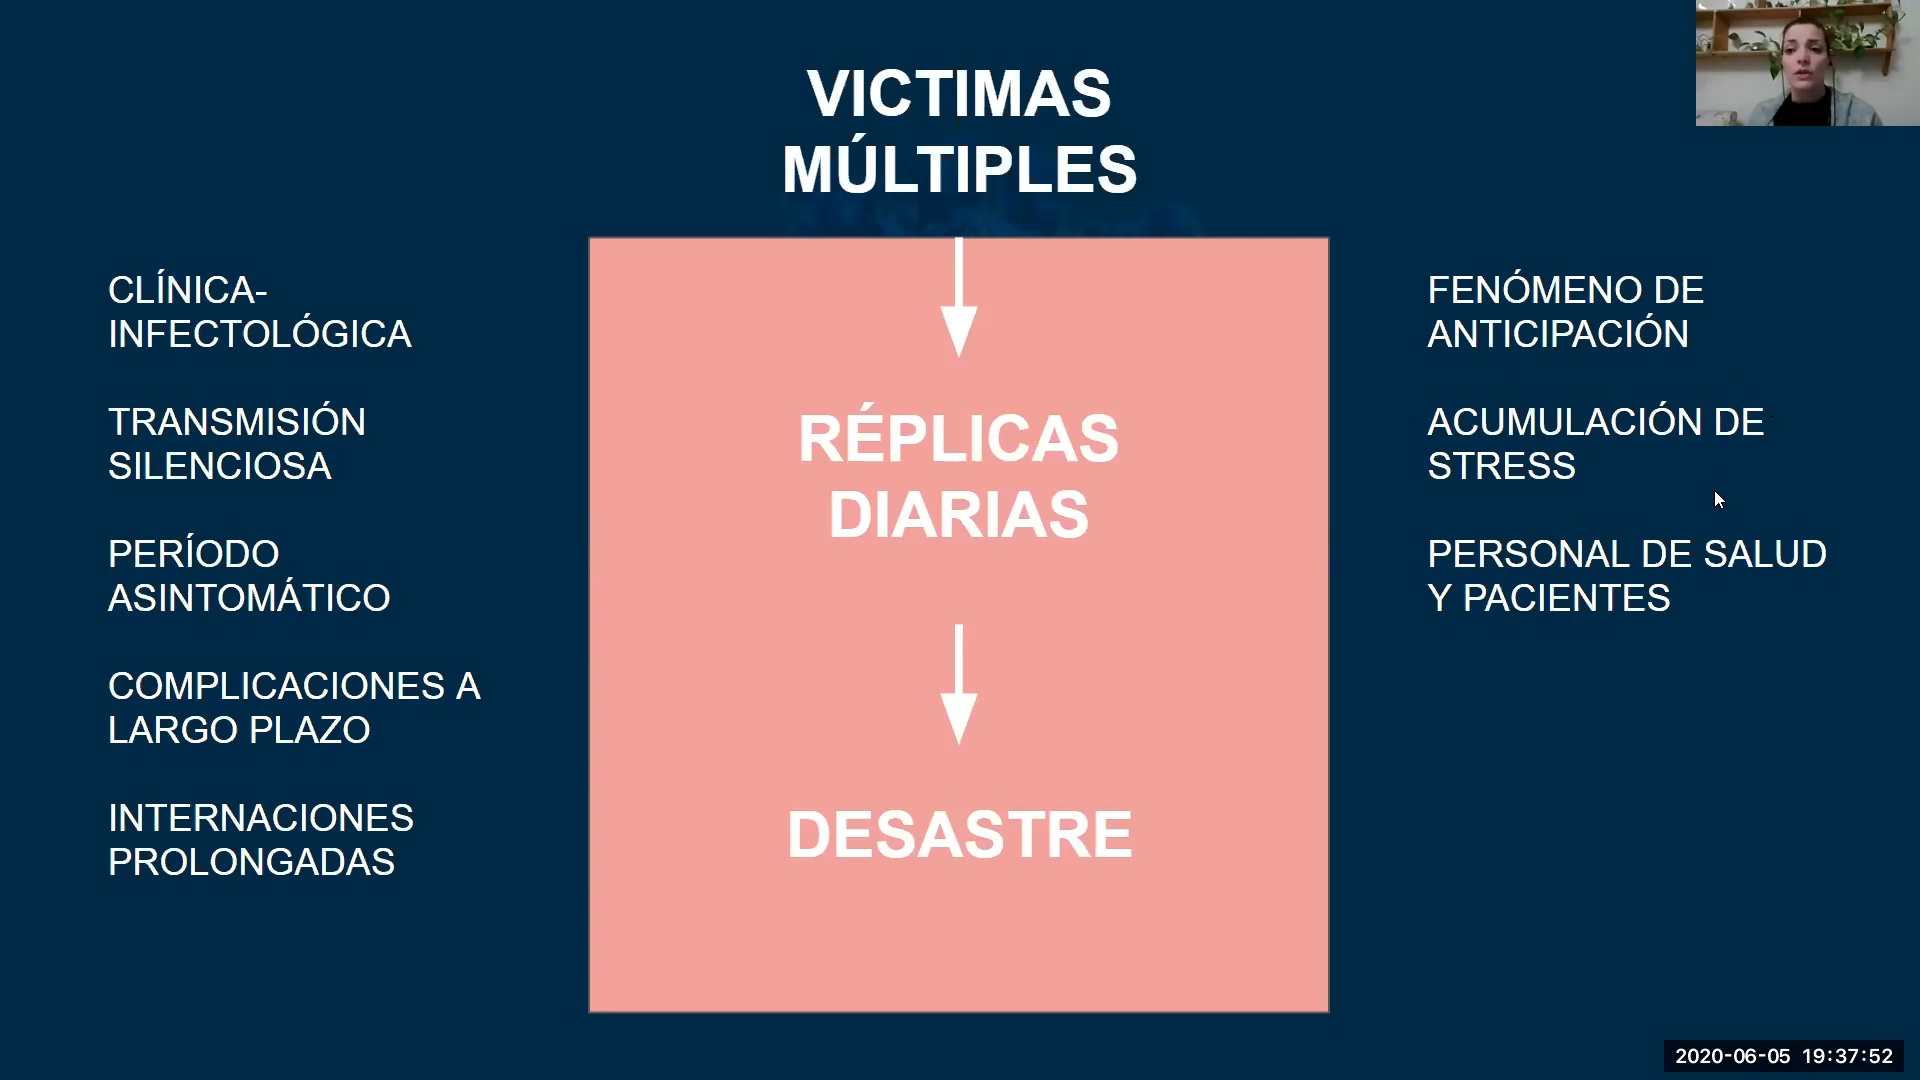 VICTIMAS
MÚLTIPLES
CLÍNICA-
INFECTOLÓGICA
TRANSMISIÓN
SILENCIOSA
PERÍODO
ASINTOMÁTICO
COMPLICACIONES A
LARGO PLAZO
INTERNACIONES
PROLONGADAS
RÉPLICAS
DIARIAS
DESASTRE
FENÓMENO DE
ANTICIPACIÓN
ACUMULACIÓN DE
STRESS
PERSONAL DE SALUD
Y PACIENTES
2020-06-05 19:37:52